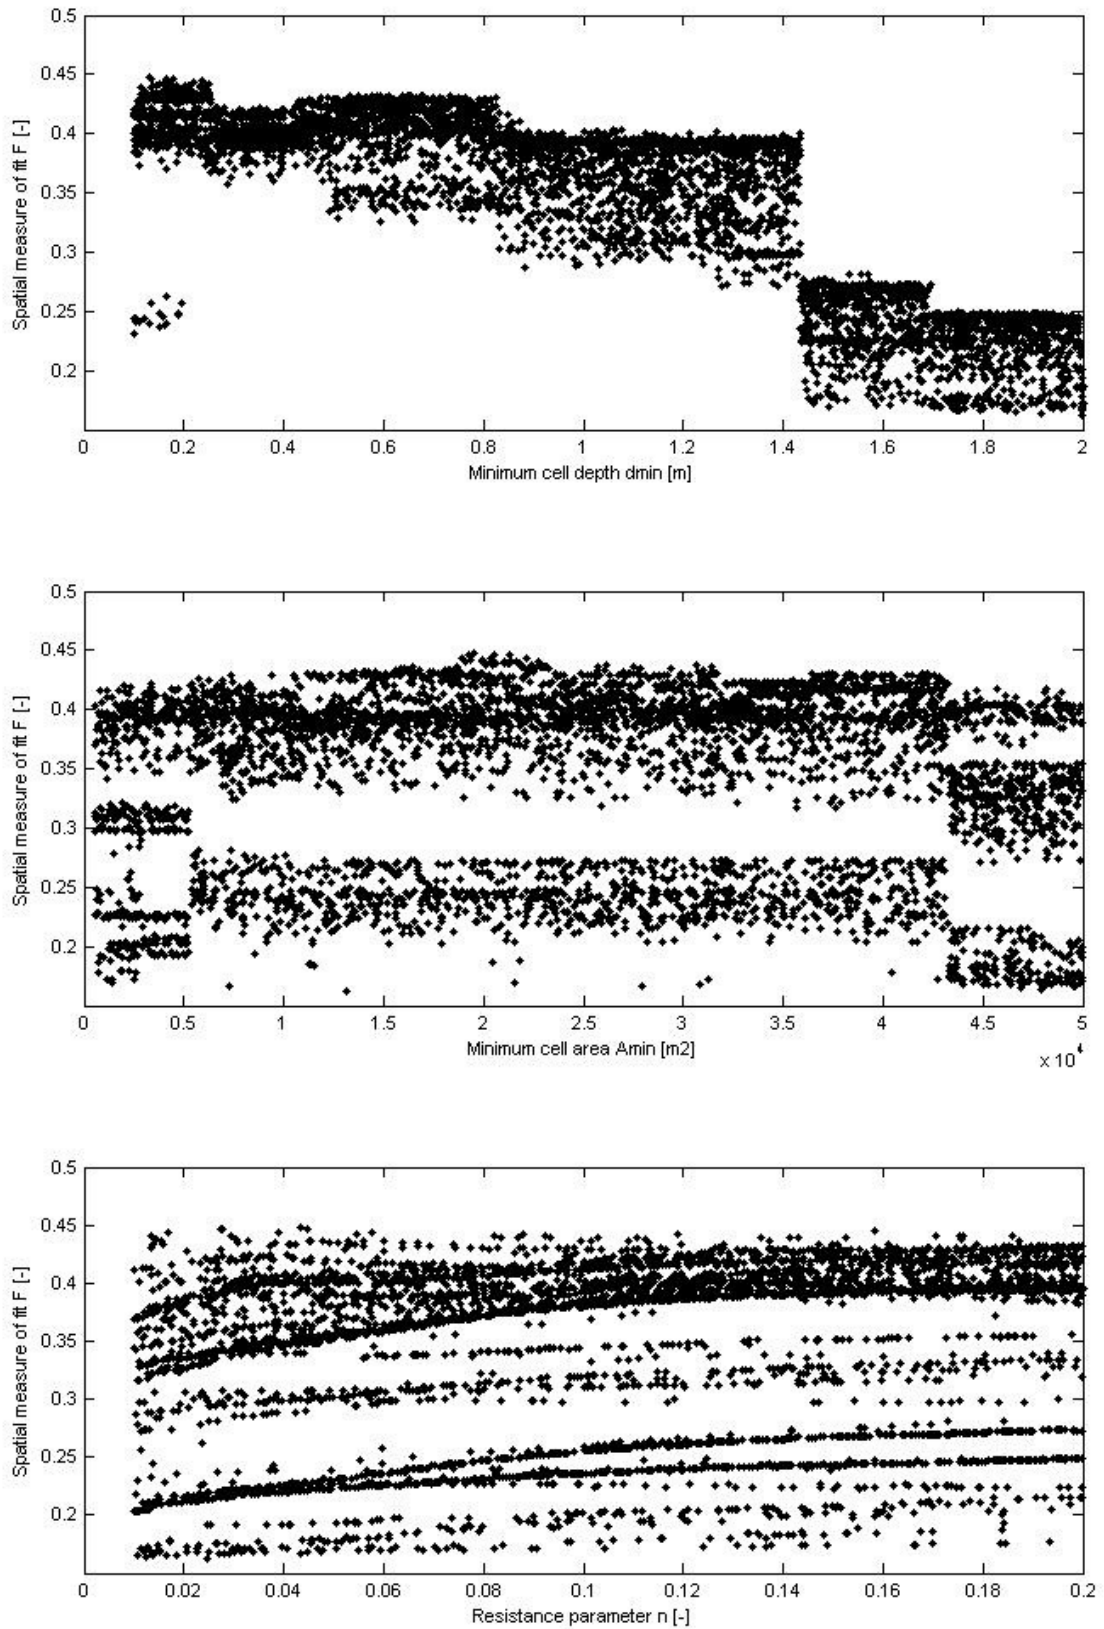 0.5
0.45
0.4
0.35
0.3
0.25
0.2
Spatial measure of fit F [-]
0 0.2 0.4 0.6 0.8 1 1.2 1.4 1.6 1.8 2
Minimum cell depth dmin [m]
0.5
0.45
0.4
0.35
0.3
0.25
0.2
Spatial measure of fit F [-]
0 0.5 1 1.5 2 2.5 3 3.5 4 4.5 5
Minimum cell area Amin [m2]
x 10^4
0.5
0.45
0.4
0.35
0.3
0.25
0.2
Spatial measure of fit F [-]
0 0.02 0.04 0.06 0.08 0.1 0.12 0.14 0.16 0.18 0.2
Resistance parameter n [-]